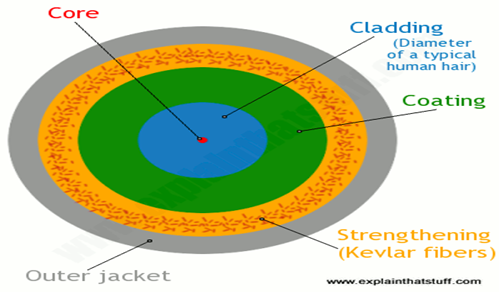 Core
Cladding
(Diameter
of a typical
human hair)
Coating
Strengthening
(Kevlar fibers)
Outer jacket
www.explainthatstuff.com